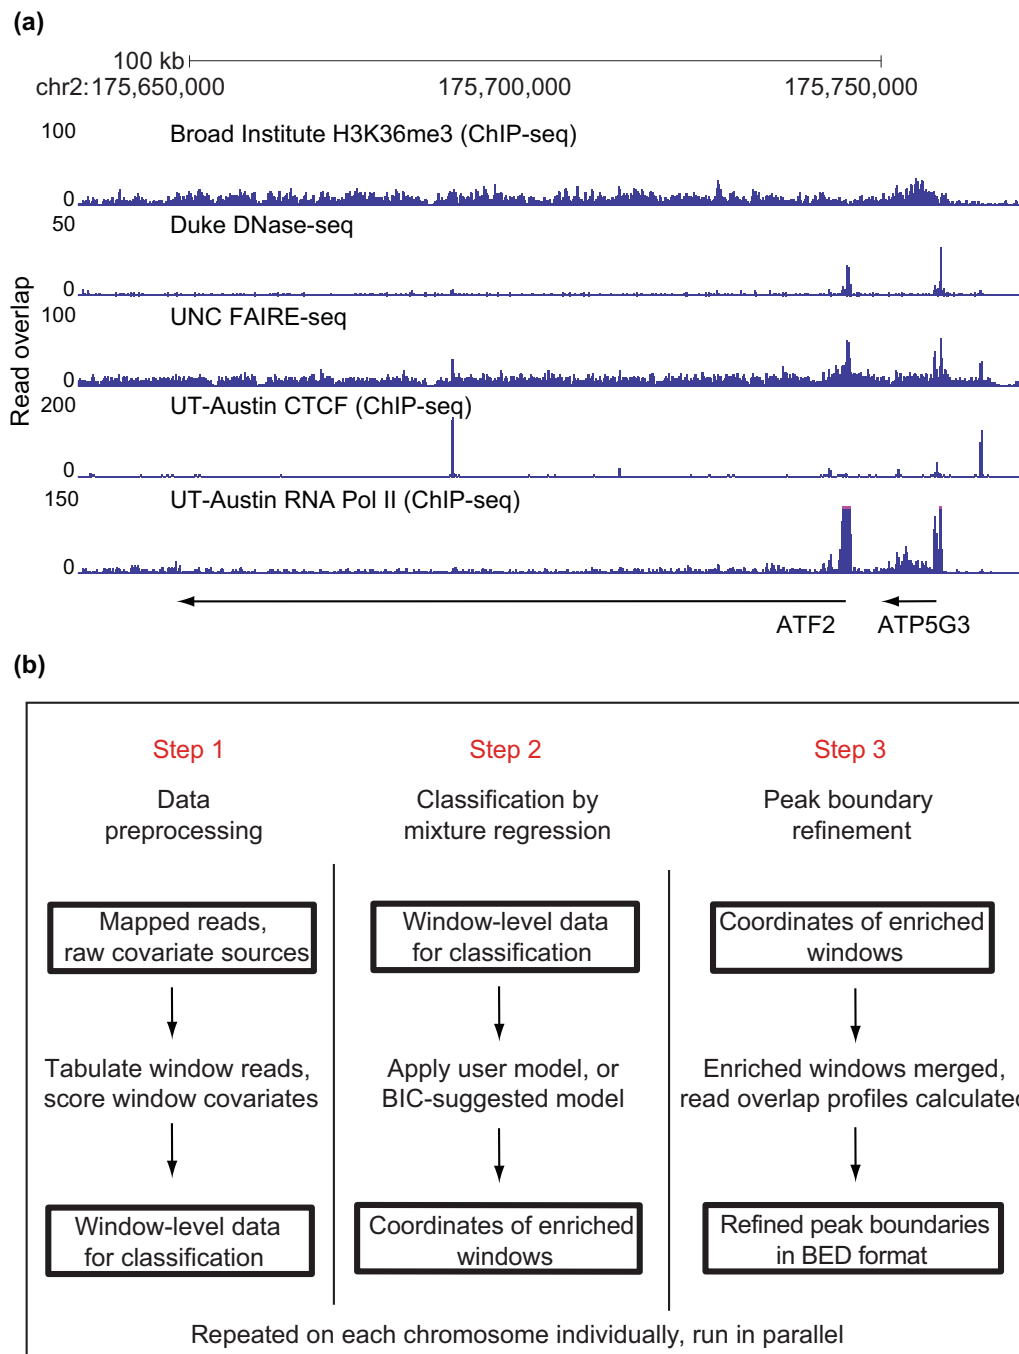 (a)
100 kb
chr2: 175,650,000 175,700,000 175,750,000
100
Broad Institute H3K36me3 (ChIP-seq)
0
50
Duke DNase-seq
0
100
UNC FAIRE-seq
0
200
UT-Austin CTCF (ChIP-seq)
0
150
UT-Austin RNA Pol II (ChIP-seq)
0
Read overlap
ATF2 ATP5G3
(b)
Step 1
Data
preprocessing
Mapped reads,
raw covariate sources
Tabulate window reads,
score window covariates
Window-level data
for classification
Step 2
Classification by
mixture regression
Window-level data
for classification
Apply user model, or
BIC-suggested model
Coordinates of enriched
windows
Step 3
Peak boundary
refinement
Coordinates of enriched
windows
Enriched windows merged,
read overlap profiles calculated
Refined peak boundaries
in BED format
Repeated on each chromosome individually, run in parallel